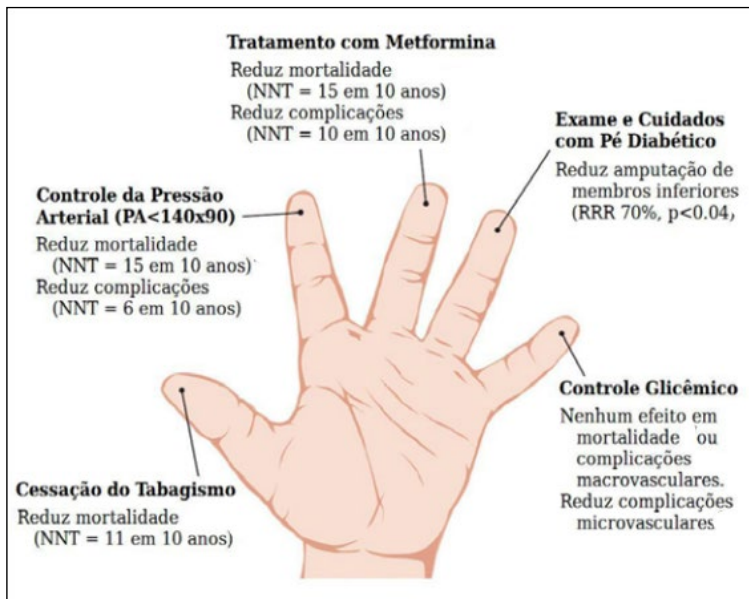 Tratamento com Metformina
Reduz mortalidade
(NNT = 15 em 10 anos)
Reduz complicações
(NNT = 10 em 10 anos)
Exame e Cuidados
com Pé Diabético
Reduz amputação de
membros inferiores
(RRR 70%, p<0.04,
Controle da Pressão
Arterial (PA<140x90)
Reduz mortalidade
(NNT = 15 em 10 anos)
Reduz complicações
(NNT = 6 em 10 anos)
Controle Glicêmico
Nenhum efeito em
mortalidade ou
complicações
macrovasculares.
Reduz complicações
microvasculares
Cessação do Tabagismo
Reduz mortalidade
(NNT = 11 em 10 anos)